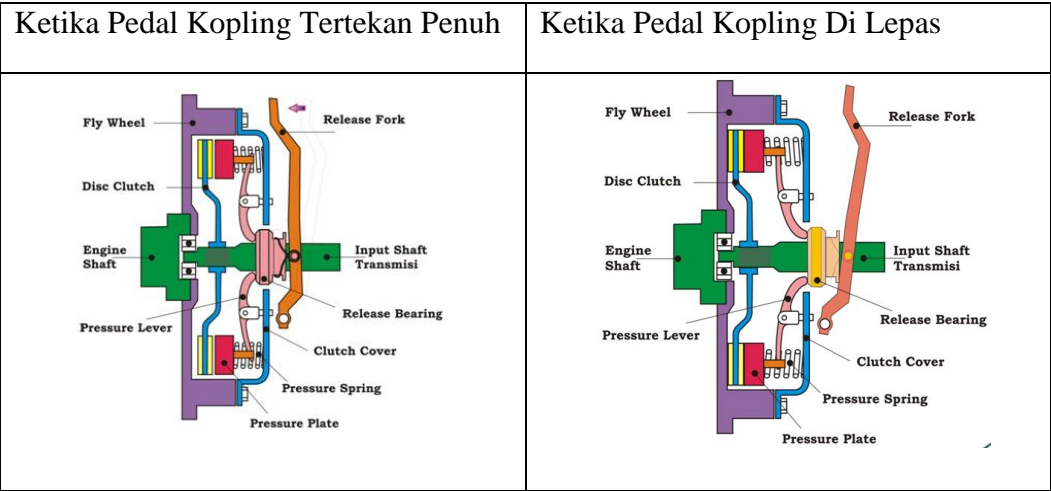 Ketika Pedal Kopling Tertekan Penuh
Ketika Pedal Kopling Di Lepas
Fly Wheel
Release Fork
Disc Clutch
Engine
Shaft
Input Shaft
Transmisi
Release Bearing
Pressure Lever
Clutch Cover
Pressure Spring
Pressure Plate
Fly Wheel
Release Fork
Disc Clutch
Engine
Shaft
Input Shaft
Transmisi
Release Bearing
Pressure Lever
Clutch Cover
Pressure Spring
Pressure Plate